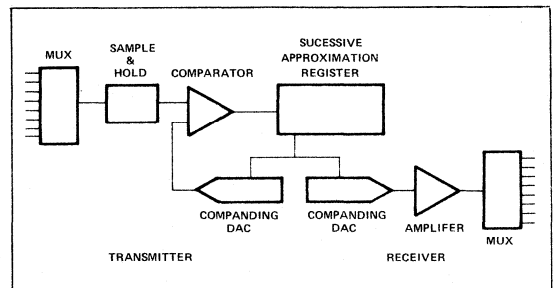 MUX
SAMPLE
&
HOLD
COMPARATOR
SUCESSIVE
APPROXIMATION
REGISTER
COMPANDING
DAC
COMPANDING
DAC
AMPLIFER
MUX
TRANSMITTER
RECEIVER